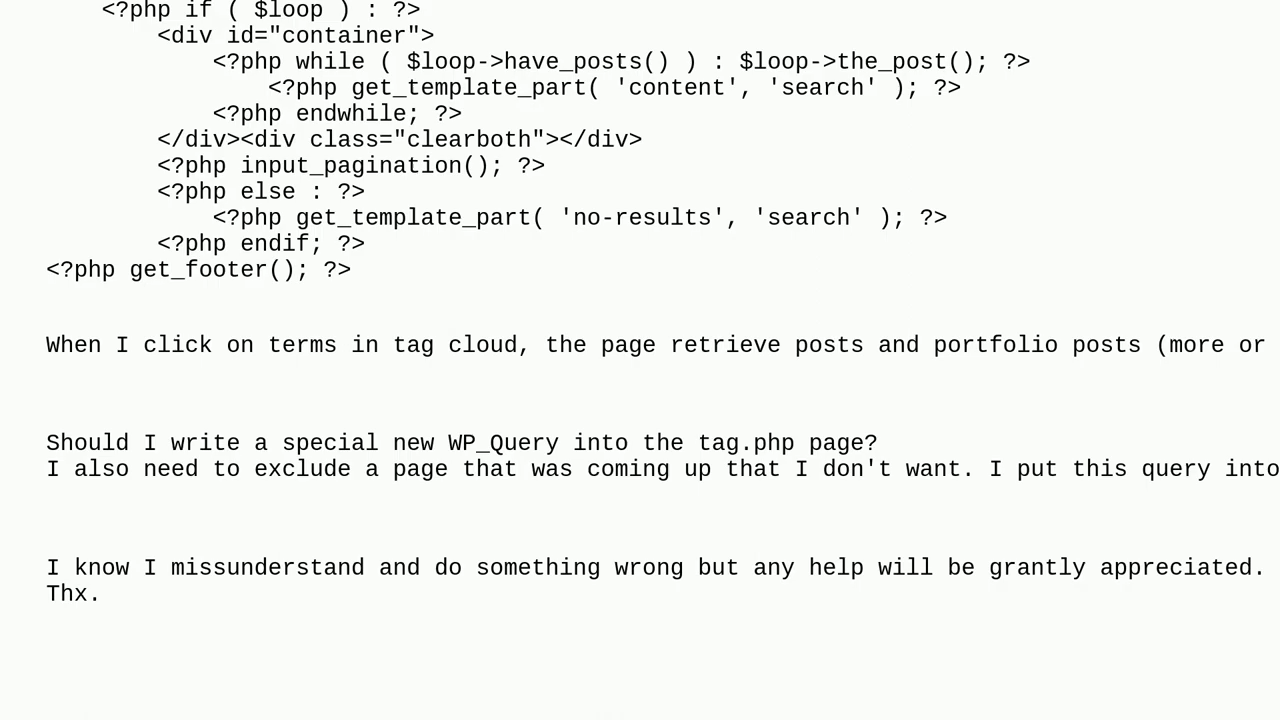 <?php if ( $loop ) : ?>
<div id="container">
<?php while ( $loop->have_posts() ) : $loop->the_post(); ?>
<?php get_template_part( 'content', 'search' ); ?>
<?php endwhile; ?>
</div><div class="clearboth"></div>
<?php input_pagination(); ?>
<?php else : ?>
<?php get_template_part( 'no-results', 'search' ); ?>
<?php endif; ?>
<?php get_footer(); ?>
When I click on terms in tag cloud, the page retrieve posts and portfolio posts (more or
Should I write a special new WP_Query into the tag.php page?
I also need to exclude a page that was coming up that I don't want. I put this query into
I know I missunderstand and do something wrong but any help will be grantly appreciated.
Thx.